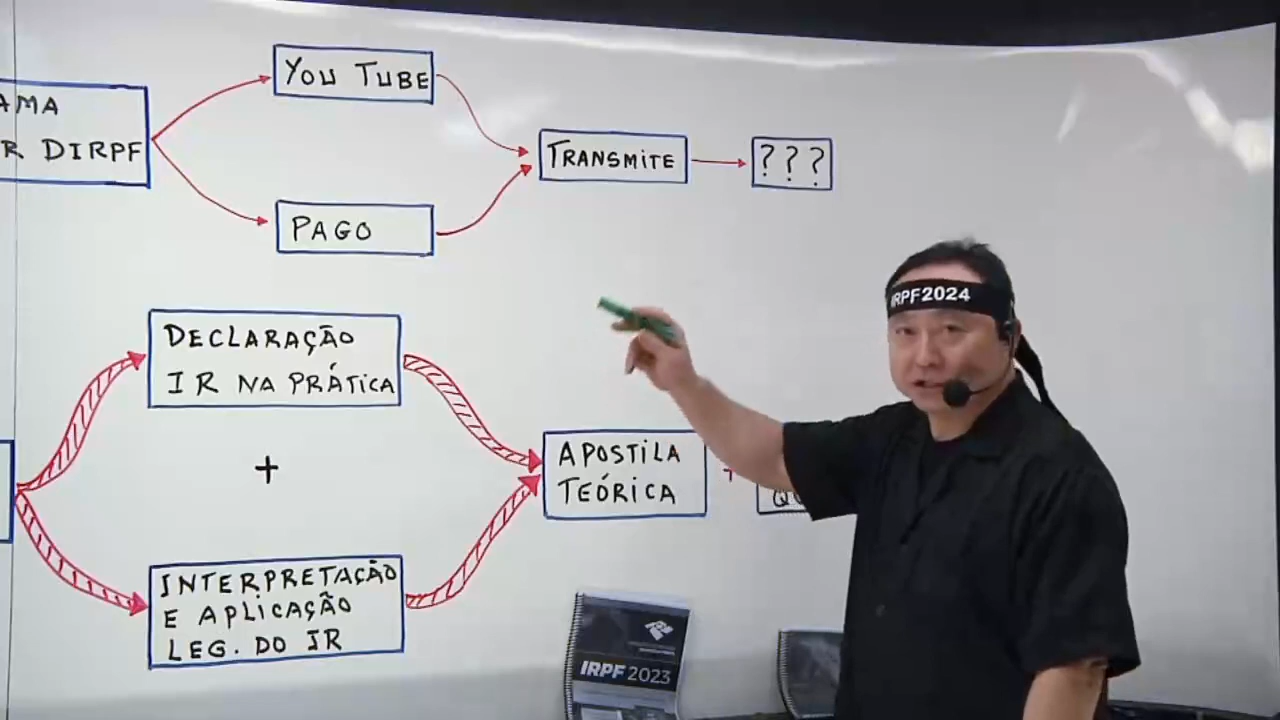 AMA
R DIRPF
YOU TUBE
PAGO
TRANSMITE
???
DECLARAÇÃO
IR NA PRÁTICA
+
INTERPRETAÇÃO
E APLICAÇÃO
LEG. DO IR
APOSTILA
TEÓRICA
+
IRPF2024
IRPF 2023